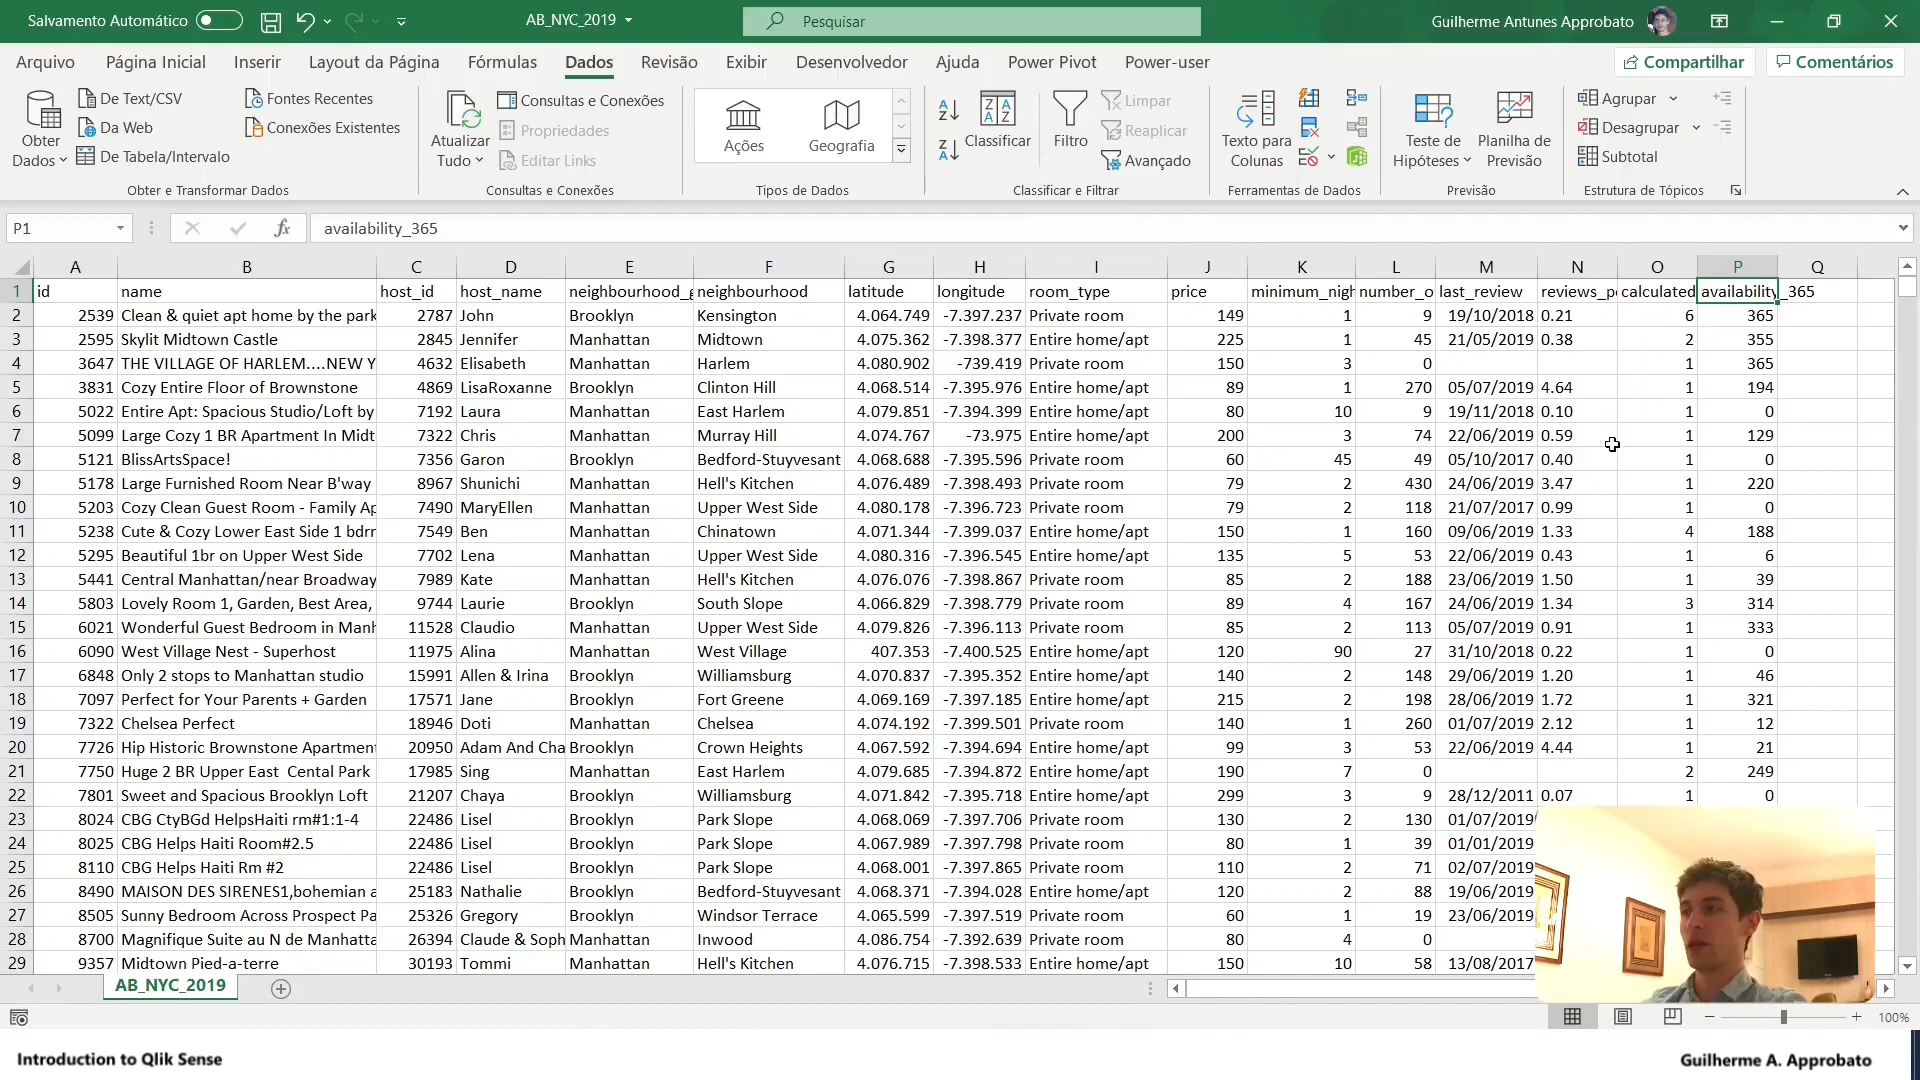 Salvamento Automático
AB_NYC_2019
Pesquisar
Guilherme Antunes Approbato
Arquivo Página Inicial Inserir Layout da Página Fórmulas Dados Revisão Exibir Desenvolvedor Ajuda Power Pivot Power-user
Compartilhar Comentários
Obter Dados
De Text/CSV
Da Web
De Tabela/Intervalo
Fontes Recentes
Conexões Existentes
Obter e Transformar Dados
Atualizar Tudo
Consultas e Conexões
Propriedades
Editar Links
Consultas e Conexões
Ações
Geografia
Tipos de Dados
Classificar
Filtro
Limpar
Reaplicar
Avançado
Classificar e Filtrar
Texto para Colunas
Ferramentas de Dados
Teste de Hipóteses
Planilha de Previsão
Previsão
Agrupar
Desagrupar
Subtotal
Estrutura de Tópicos
P1 fx availability_365
A B C D E F G H I J K L M N O P Q
1 id name host_id host_name neighbourhood_g neighbourhood latitude longitude room_type price minimum_nigh number_o last_review reviews_pe calculated availability_365
2 2539 Clean & quiet apt home by the park 2787 John Brooklyn Kensington 4.064.749 -7.397.237 Private room 149 1 9 19/10/2018 0.21 6 365
3 2595 Skylit Midtown Castle 2845 Jennifer Manhattan Midtown 4.075.362 -7.398.377 Entire home/apt 225 1 45 21/05/2019 0.38 2 355
4 3647 THE VILLAGE OF HARLEM....NEW Y 4632 Elisabeth Manhattan Harlem 4.080.902 -739.419 Private room 150 3 0 1 365
5 3831 Cozy Entire Floor of Brownstone 4869 LisaRoxanne Brooklyn Clinton Hill 4.068.514 -7.395.976 Entire home/apt 89 1 270 05/07/2019 4.64 1 194
6 5022 Entire Apt: Spacious Studio/Loft by 7192 Laura Manhattan East Harlem 4.079.851 -7.394.399 Entire home/apt 80 10 9 19/11/2018 0.10 1 0
7 5099 Large Cozy 1 BR Apartment In Midt 7322 Chris Manhattan Murray Hill 4.074.767 -73.975 Entire home/apt 200 3 74 22/06/2019 0.59 1 129
8 5121 BlissArtsSpace! 7356 Garon Brooklyn Bedford-Stuyvesant 4.068.688 -7.395.596 Private room 60 45 49 05/10/2017 0.40 1 0
9 5178 Large Furnished Room Near B'way 8967 Shunichi Manhattan Hell's Kitchen 4.076.489 -7.398.493 Private room 79 2 430 24/06/2019 3.47 1 220
10 5203 Cozy Clean Guest Room - Family Ap 7490 MaryEllen Manhattan Upper West Side 4.080.178 -7.396.723 Private room 79 2 118 21/07/2017 0.99 1 0
11 5238 Cute & Cozy Lower East Side 1 bdrr 7549 Ben Manhattan Chinatown 4.071.344 -7.399.037 Entire home/apt 150 1 160 09/06/2019 1.33 4 188
12 5295 Beautiful 1br on Upper West Side 7702 Lena Manhattan Upper West Side 4.080.316 -7.396.545 Entire home/apt 135 5 53 22/06/2019 0.43 1 6
13 5441 Central Manhattan/near Broadway 7989 Kate Manhattan Hell's Kitchen 4.076.076 -7.398.867 Private room 85 2 188 23/06/2019 1.50 1 39
14 5803 Lovely Room 1, Garden, Best Area, 9744 Laurie Brooklyn South Slope 4.066.829 -7.398.779 Private room 89 4 167 24/06/2019 1.34 3 314
15 6021 Wonderful Guest Bedroom in Manh 11528 Claudio Manhattan Upper West Side 4.079.826 -7.396.113 Private room 85 2 113 05/07/2019 0.91 1 333
16 6090 West Village Nest - Superhost 11975 Alina Manhattan West Village 407.353 -7.400.525 Entire home/apt 120 90 27 31/10/2018 0.22 1 0
17 6848 Only 2 stops to Manhattan studio 15991 Allen & Irina Brooklyn Williamsburg 4.070.837 -7.395.352 Entire home/apt 140 2 148 29/06/2019 1.20 1 46
18 7097 Perfect for Your Parents + Garden 17571 Jane Brooklyn Fort Greene 4.069.169 -7.397.185 Entire home/apt 215 2 198 28/06/2019 1.72 1 321
19 7322 Chelsea Perfect 18946 Doti Manhattan Chelsea 4.074.192 -7.399.501 Private room 140 1 260 01/07/2019 2.12 1 12
20 7726 Hip Historic Brownstone Apartment 20950 Adam And Cha Brooklyn Crown Heights 4.067.592 -7.394.694 Entire home/apt 99 3 53 22/06/2019 4.44 1 21
21 7750 Huge 2 BR Upper East Cental Park 17985 Sing Manhattan East Harlem 4.079.685 -7.394.872 Entire home/apt 190 7 0 2 249
22 7801 Sweet and Spacious Brooklyn Loft 21207 Chaya Brooklyn Williamsburg 4.071.842 -7.395.718 Entire home/apt 299 3 9 28/12/2011 0.07 1 0
23 8024 CBG CtyBGd HelpsHaiti rm#1:1-4 22486 Lisel Brooklyn Park Slope 4.068.069 -7.397.706 Private room 130 2 130 01/07/2019
24 8025 CBG Helps Haiti Room#2.5 22486 Lisel Brooklyn Park Slope 4.067.989 -7.397.798 Private room 80 1 39 01/01/2019
25 8110 CBG Helps Haiti Rm #2 22486 Lisel Brooklyn Park Slope 4.068.001 -7.397.865 Private room 110 2 71 02/07/2019
26 8490 MAISON DES SIRENES1,bohemian a 25183 Nathalie Brooklyn Bedford-Stuyvesant 4.068.371 -7.394.028 Entire home/apt 120 2 88 19/06/2019
27 8505 Sunny Bedroom Across Prospect Pa 25326 Gregory Brooklyn Windsor Terrace 4.065.599 -7.397.519 Private room 60 1 19 23/06/2019
28 8700 Magnifique Suite au N de Manhatta 26394 Claude & Soph Manhattan Inwood 4.086.754 -7.392.639 Private room 80 4 0
29 9357 Midtown Pied-a-terre 30193 Tommi Manhattan Hell's Kitchen 4.076.715 -7.398.533 Entire home/apt 150 10 58 13/08/2017
AB_NYC_2019
100%
Introduction to Qlik Sense
Guilherme A. Approbato